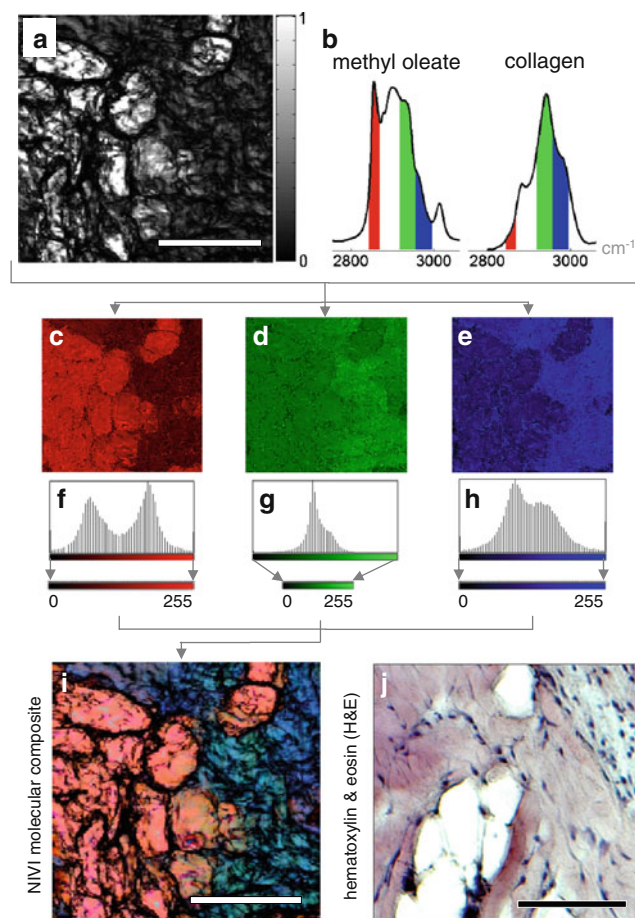 a
1
0
b
methyl oleate
collagen
2800
3000
2800
3000
cm⁻¹
c
d
e
f
g
h
0
255
0
255
0
255
i
NIVI molecular composite
j
hematoxylin & eosin (H&E)